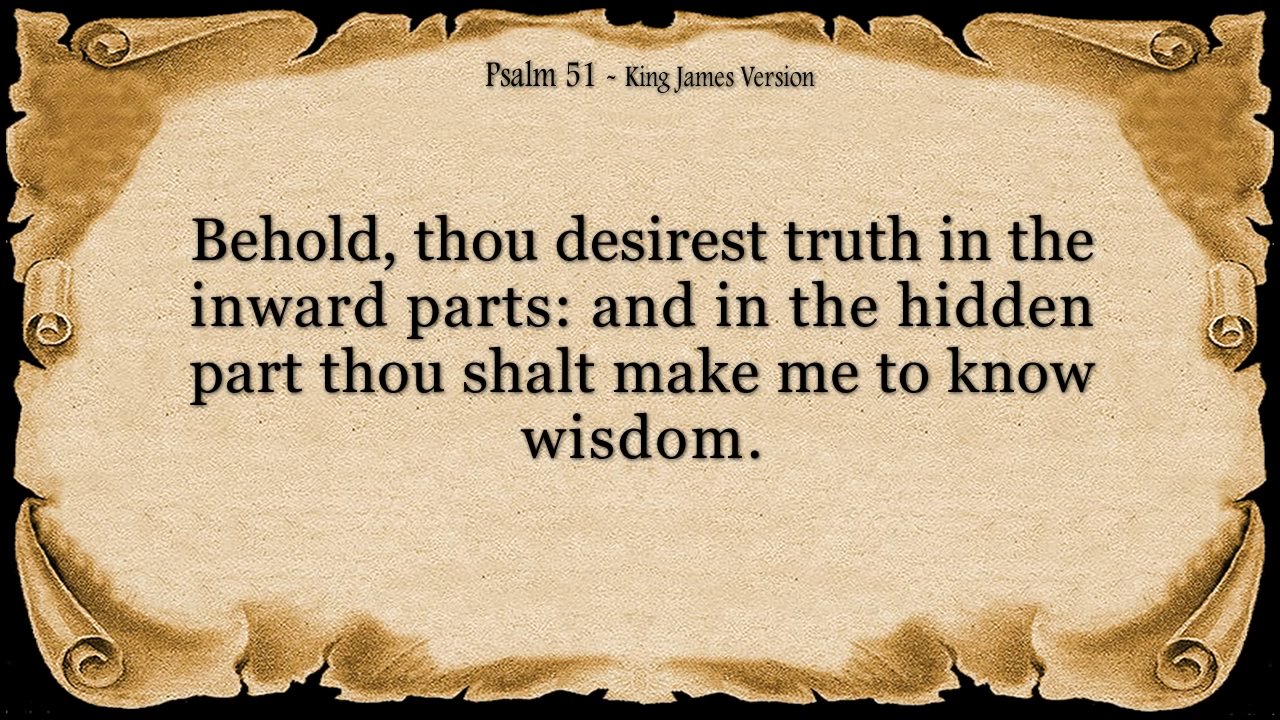 Psalm 51 ~ King James Version
Behold, thou desirest truth in the
inward parts: and in the hidden
part thou shalt make me to know
wisdom.